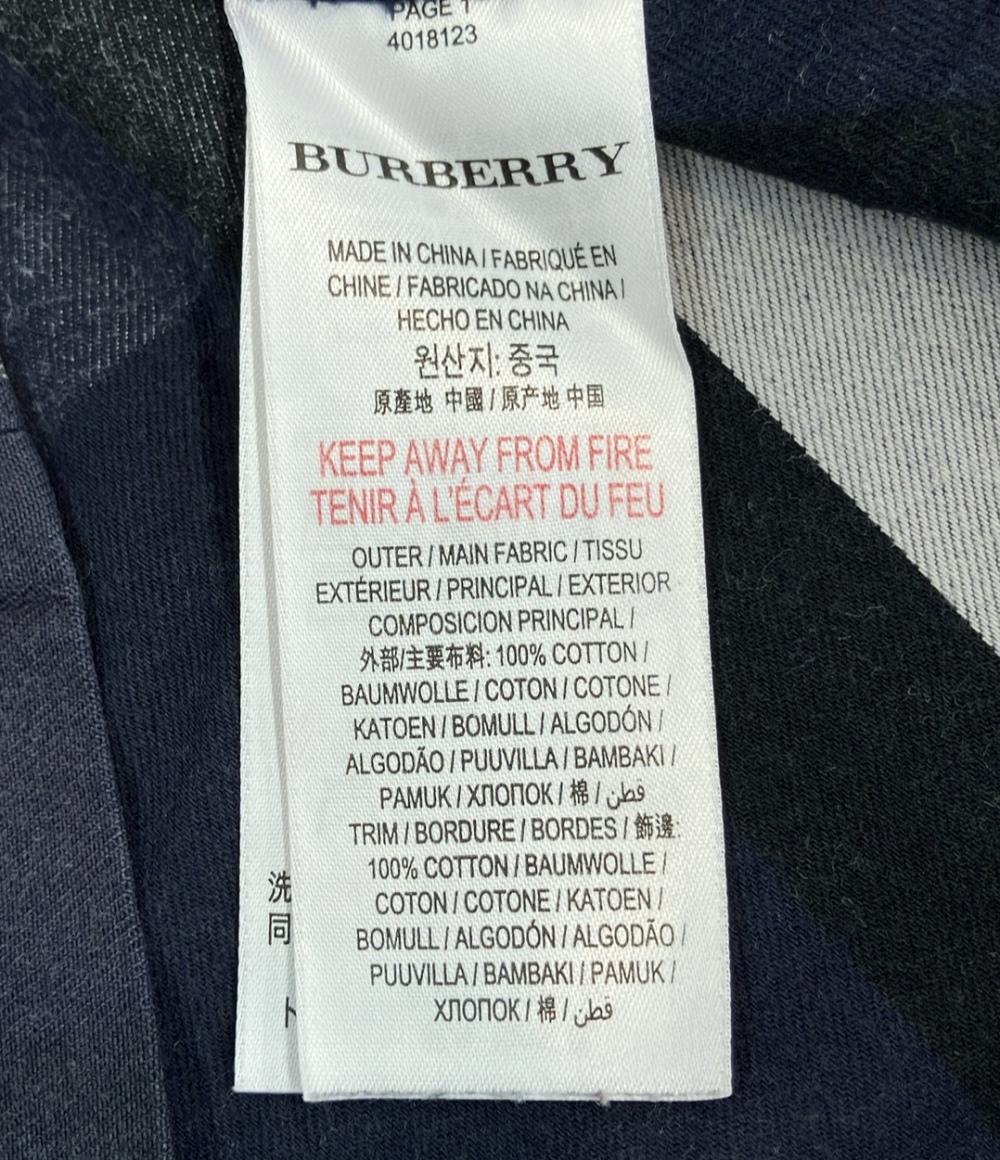 PAGE 1
4018123
BURBERRY
MADE IN CHINA / FABRIQUÉ EN
CHINE / FABRICADO NA CHINA /
HECHO EN CHINA
원산지: 중국
原產地 中國 / 原产地 中国
KEEP AWAY FROM FIRE
TENIR À L'ÉCART DU FEU
OUTER / MAIN FABRIC / TISSU
EXTÉRIEUR / PRINCIPAL / EXTERIOR
COMPOSICION PRINCIPAL /
外部/主要布料: 100% COTTON /
BAUMWOLLE / COTON / COTONE /
KATOEN / BOMULL / ALGODÓN /
ALGODÃO / PUUVILLA / BAMBAKI /
PAMUK / ХЛОПОК / 棉 / قطن
TRIM / BORDURE / BORDES / 飾邊:
100% COTTON / BAUMWOLLE /
COTON / COTONE / KATOEN /
BOMULL / ALGODÓN / ALGODÃO /
PUUVILLA / BAMBAKI / PAMUK /
ХЛОПОК / 棉 / قطن
洗
同